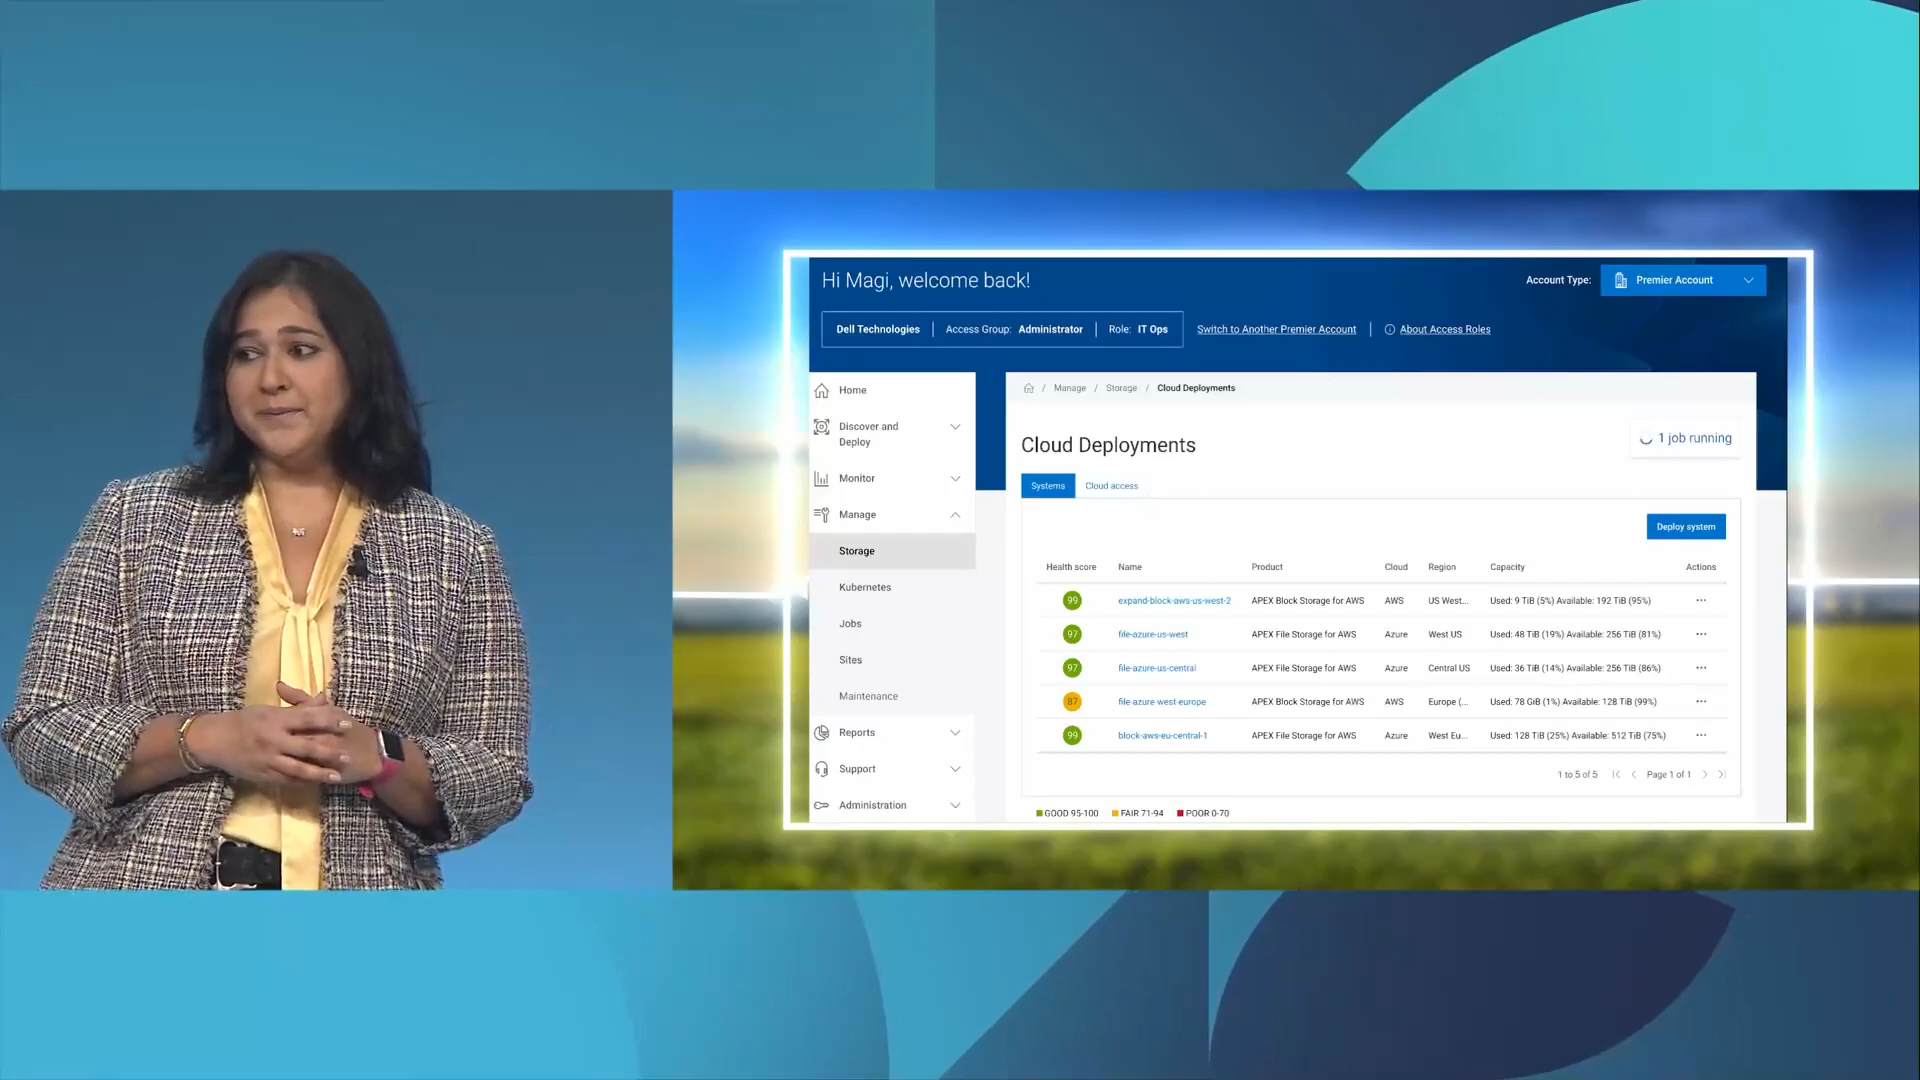 Hi Magi, welcome back!
Account Type: Premier Account
Dell Technologies Access Group: Administrator Role: IT Ops Switch to Another Premier Account About Access Roles
Home
Discover and
Deploy
Monitor
Manage
Storage
Kubernetes
Jobs
Sites
Maintenance
Reports
Support
Administration
/ Manage / Storage / Cloud Deployments
Cloud Deployments
1 job running
Systems Cloud access
Deploy system
Health score Name Product Cloud Region Capacity Actions
99 expand-block-aws-us-west-2 APEX Block Storage for AWS AWS US West... Used: 9 TiB (5%) Available: 192 TiB (95%) ...
97 file-azure-us-west APEX File Storage for AWS Azure West US Used: 48 TiB (19%) Available: 256 TiB (81%) ...
97 file-azure-us-central APEX File Storage for AWS Azure Central US Used: 36 TiB (14%) Available: 256 TiB (86%) ...
87 file-azure-west-europe APEX Block Storage for AWS AWS Europe (... Used: 78 GiB (1%) Available: 128 TiB (99%) ...
99 block-aws-eu-central-1 APEX File Storage for AWS Azure West Eu... Used: 128 TiB (25%) Available: 512 TiB (75%) ...
1 to 5 of 5 Page 1 of 1
GOOD 95-100 FAIR 71-94 POOR 0-70